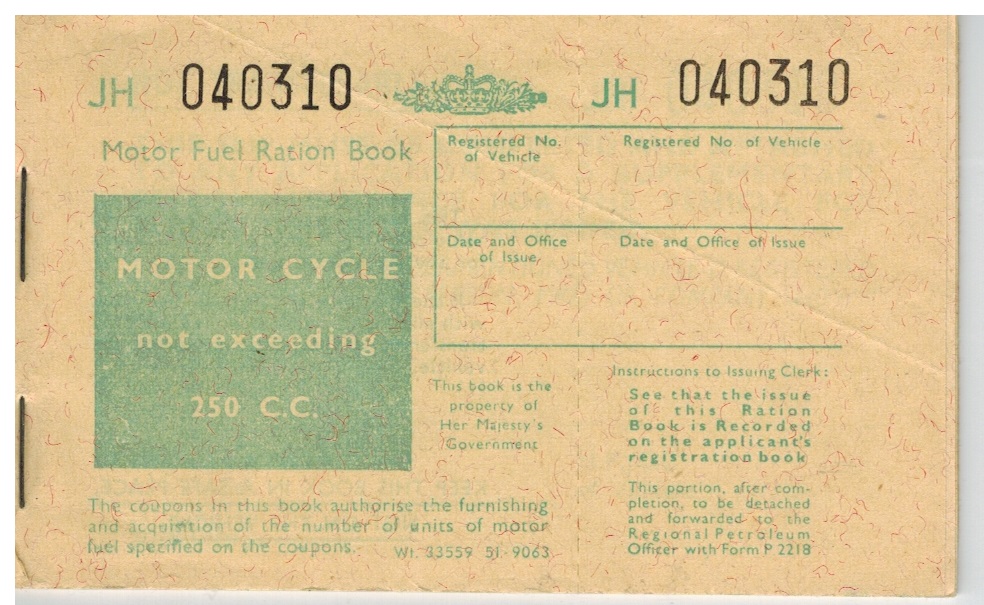 JH 040310
JH 040310
Motor Fuel Ration Book
MOTOR CYCLE
not exceeding
250 C.C.
Registered No.
of Vehicle
Registered No of Vehicle
Date and Office
of Issue
Date and Office of Issue
This book is the
property of
Her Majesty's
Government
Instructions to Issuing Clerk:
See that the issue
of this Ration
Book is Recorded
on the applicant's
registration book
This portion, after com-
pletion, to be detached
and forwarded to the
Regional Petroleum
Officer with Form P 2218
The coupons in this book authorise the furnishing
and acquisition of the number of units of motor
fuel specified on the coupons.
Wt. 33559 51 9063